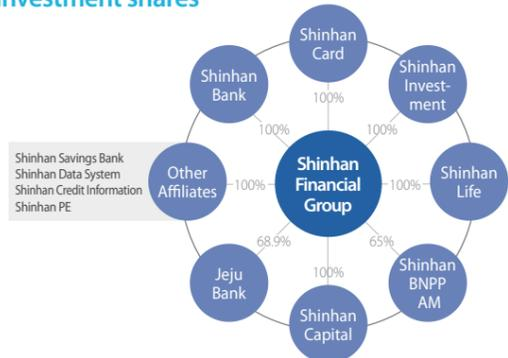 investment shares
Shinhan
Card
Shinhan
Bank
Shinhan
Invest-
ment
100%
100%
100%
Shinhan Savings Bank
Shinhan Data System
Shinhan Credit Information
Shinhan PE
Other
Affiliates
100%
Shinhan
Financial
Group
100%
Shinhan
Life
68.9%
65%
100%
Jeju
Bank
Shinhan
BNPP
AM
Shinhan
Capital